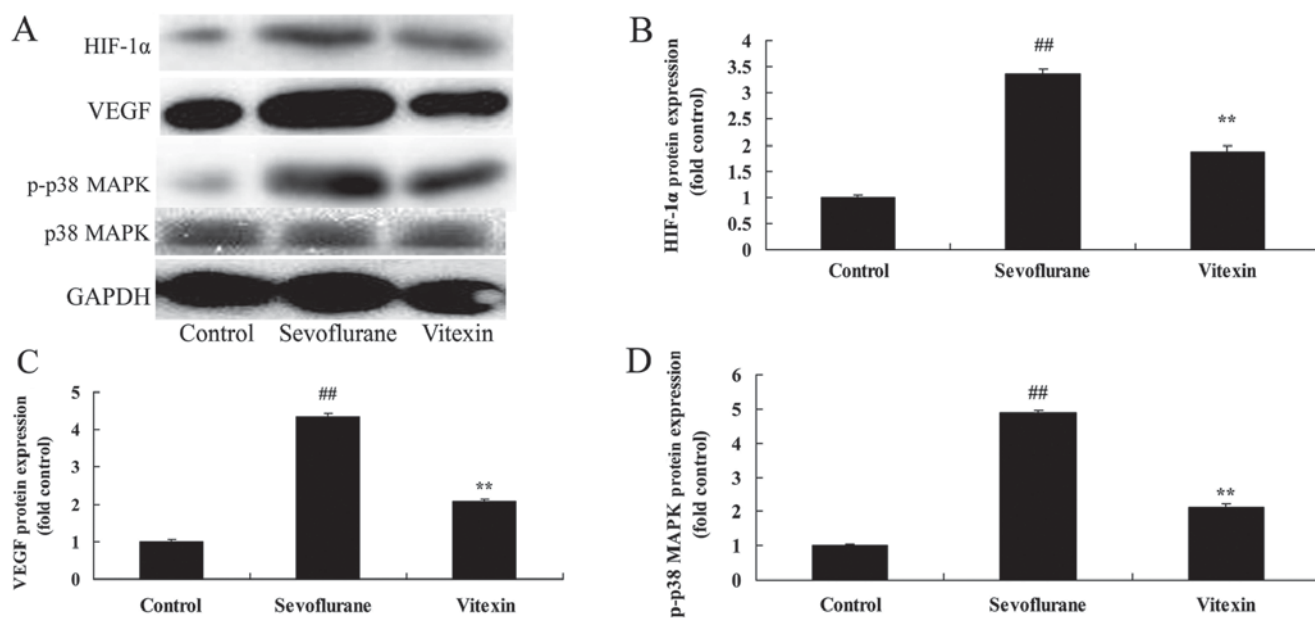 A
HIF-1α
VEGF
p-p38 MAPK
p38 MAPK
GAPDH
Control Sevoflurane Vitexin
B
HIF-1α protein expression
(fold control)
4
3.5
3
2.5
2
1.5
1
0.5
0
##
**
Control Sevoflurane Vitexin
C
VEGF protein expression
(fold control)
5
4
3
2
1
0
##
**
Control Sevoflurane Vitexin
D
p-p38 MAPK protein expression
(fold control)
6
5
4
3
2
1
0
##
**
Control Sevoflurane Vitexin